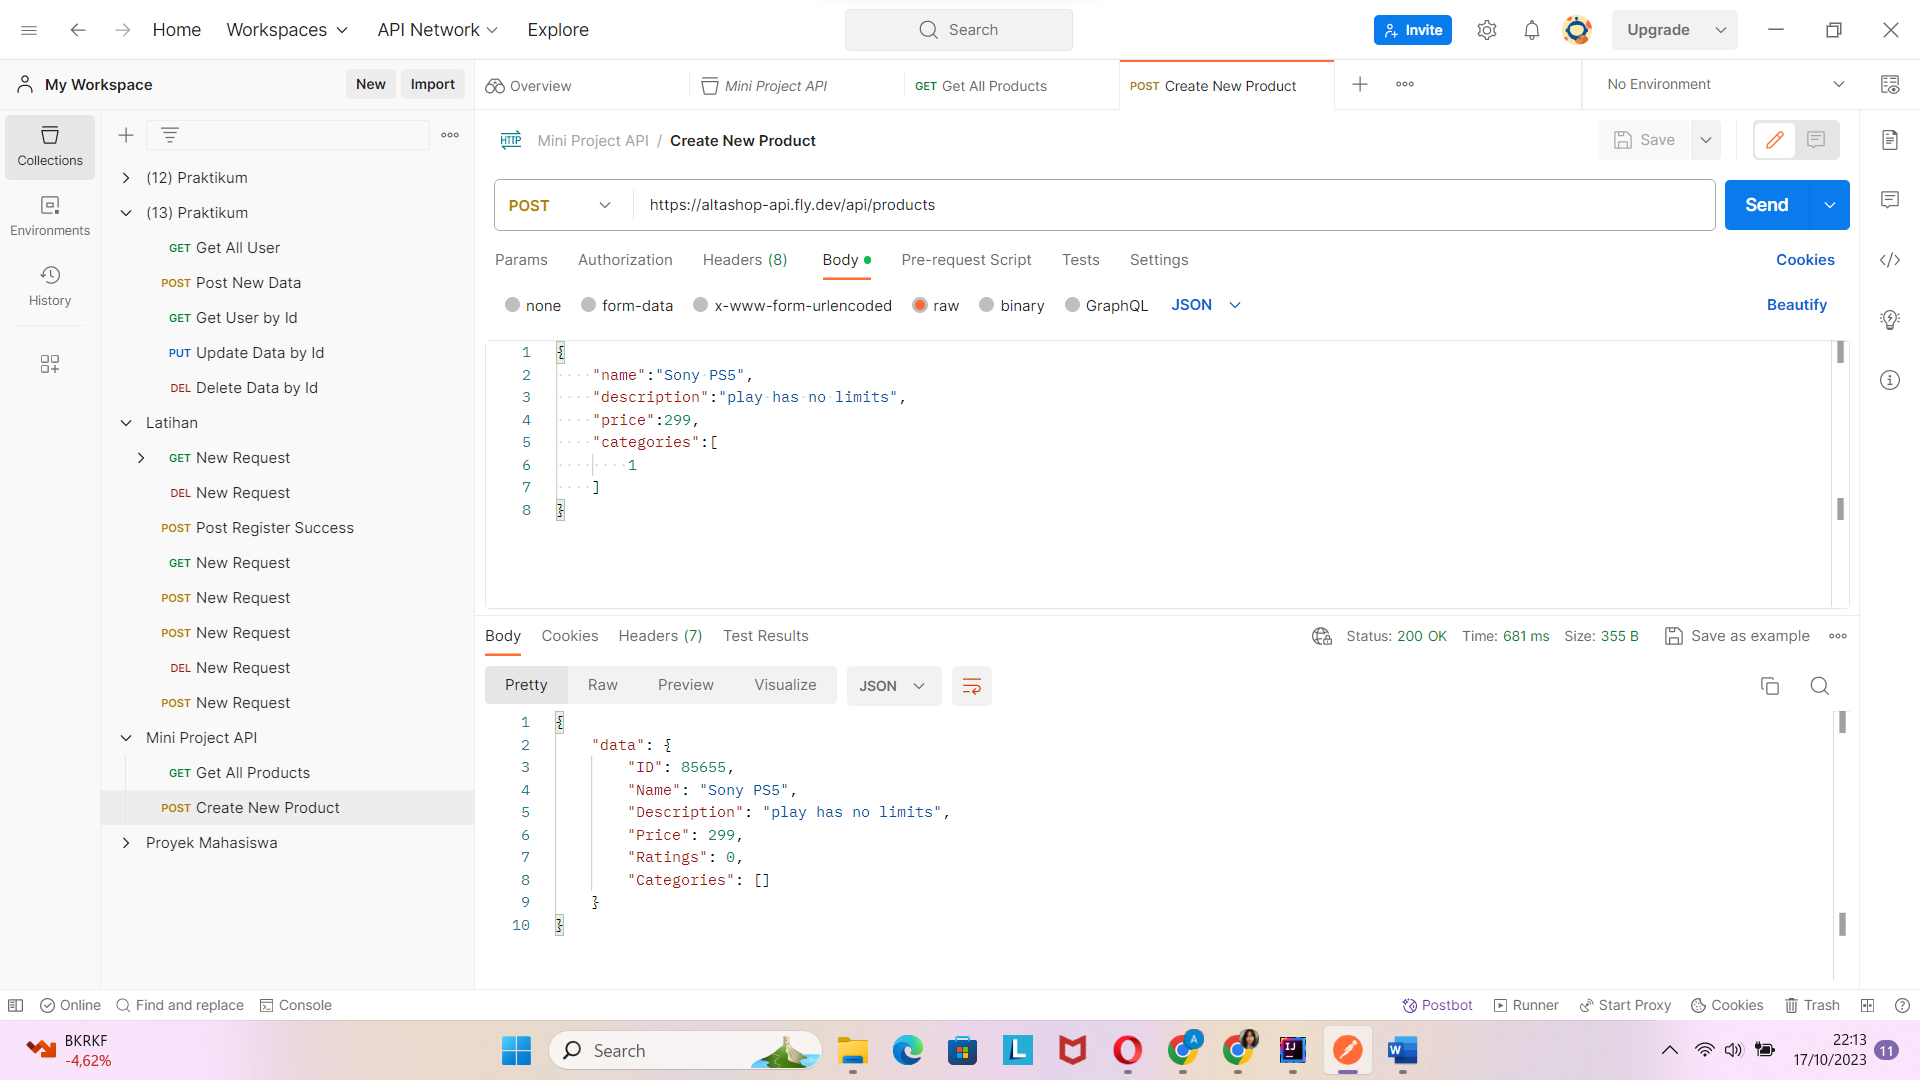 Home
Workspaces
API Network
Explore
Search
Invite
Upgrade
My Workspace
New
Import
Overview
Mini Project API
GET Get All Products
POST Create New Product
No Environment
Collections
Environments
History
(12) Praktikum
(13) Praktikum
GET Get All User
POST Post New Data
GET Get User by Id
PUT Update Data by Id
DEL Delete Data by Id
Latihan
GET New Request
DEL New Request
POST Post Register Success
GET New Request
POST New Request
POST New Request
DEL New Request
POST New Request
Mini Project API
GET Get All Products
POST Create New Product
Proyek Mahasiswa
HTTP Mini Project API / Create New Product
Save
POST
https://altashop-api.fly.dev/api/products
Send
Params
Authorization
Headers (8)
Body
Pre-request Script
Tests
Settings
Cookies
none
form-data
x-www-form-urlencoded
raw
binary
GraphQL
JSON
Beautify
1 {
2 "name":"Sony PS5",
3 "description":"play has no limits",
4 "price":299,
5 "categories":[
6 1
7 ]
8 }
Body
Cookies
Headers (7)
Test Results
Status: 200 OK
Time: 681 ms
Size: 355 B
Save as example
Pretty
Raw
Preview
Visualize
JSON
1 {
2 "data": {
3 "ID": 85655,
4 "Name": "Sony PS5",
5 "Description": "play has no limits",
6 "Price": 299,
7 "Ratings": 0,
8 "Categories": []
9 }
10 }
Online
Find and replace
Console
Postbot
Runner
Start Proxy
Cookies
Trash
BKRKF
-4,62%
Search
L
A
IJ
W
22:13
17/10/2023
11